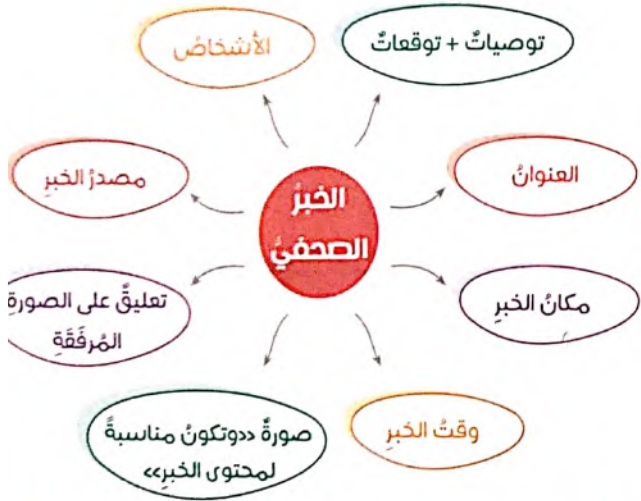 توصياتٌ + توقعاتٌ
الأشخاصُ
العنوانُ
مصدرُ الخبرِ
الخبرُ
الصحفيُّ
مكانُ الخبرِ
تعليقٌ على الصورةِ
المُرفَقَةِ
وقتُ الخبرِ
صورةٌ <<وتكونُ مناسبةً
لمحتوى الخبرِ>>